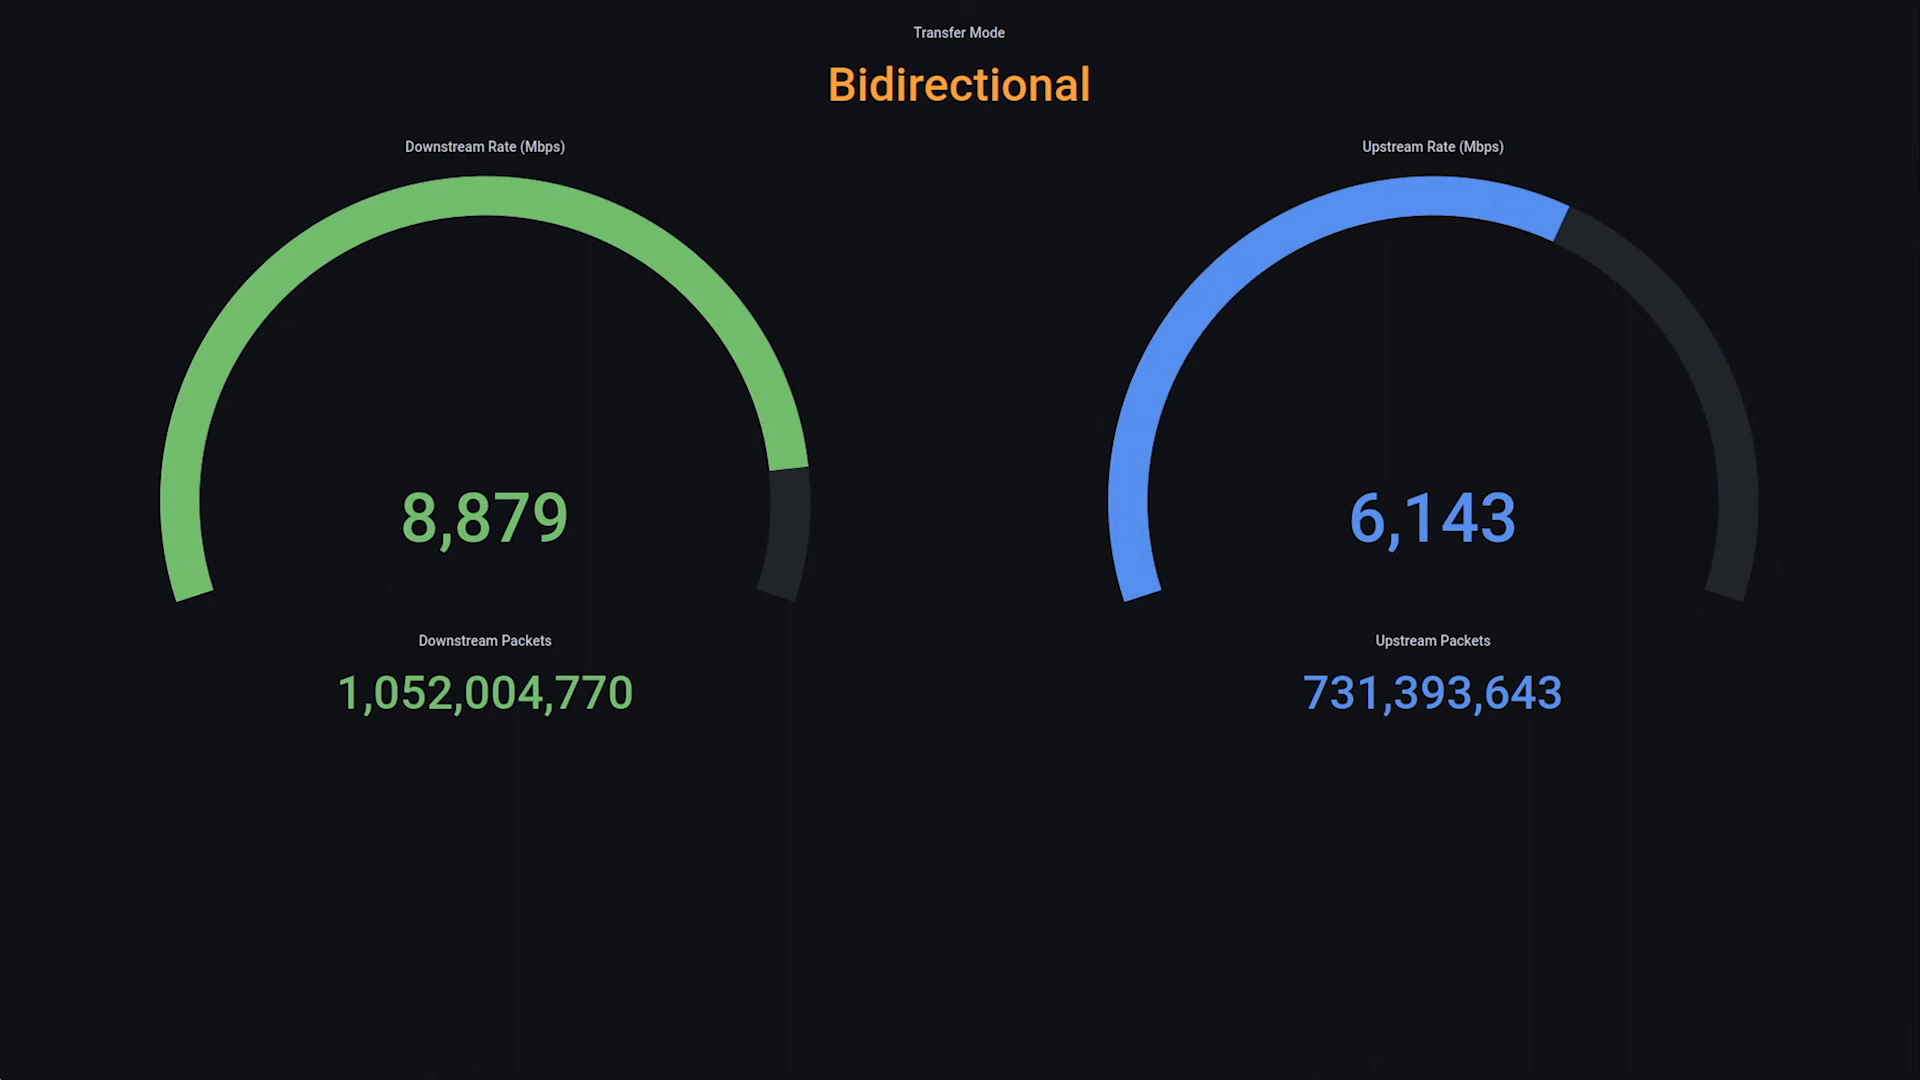 Transfer Mode
Bidirectional
Downstream Rate (Mbps)
8,879
Downstream Packets
1,052,004,770
Upstream Rate (Mbps)
6,143
Upstream Packets
731,393,643